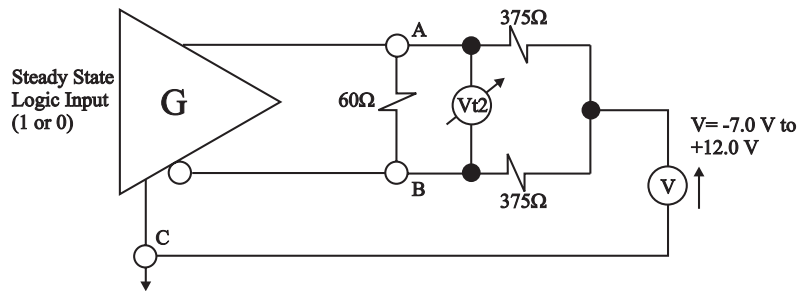 375Ω
A
Steady State
Logic Input
(1 or 0)
G
60Ω
Vt2
V= -7.0 V to
+12.0 V
B
375Ω
V
C